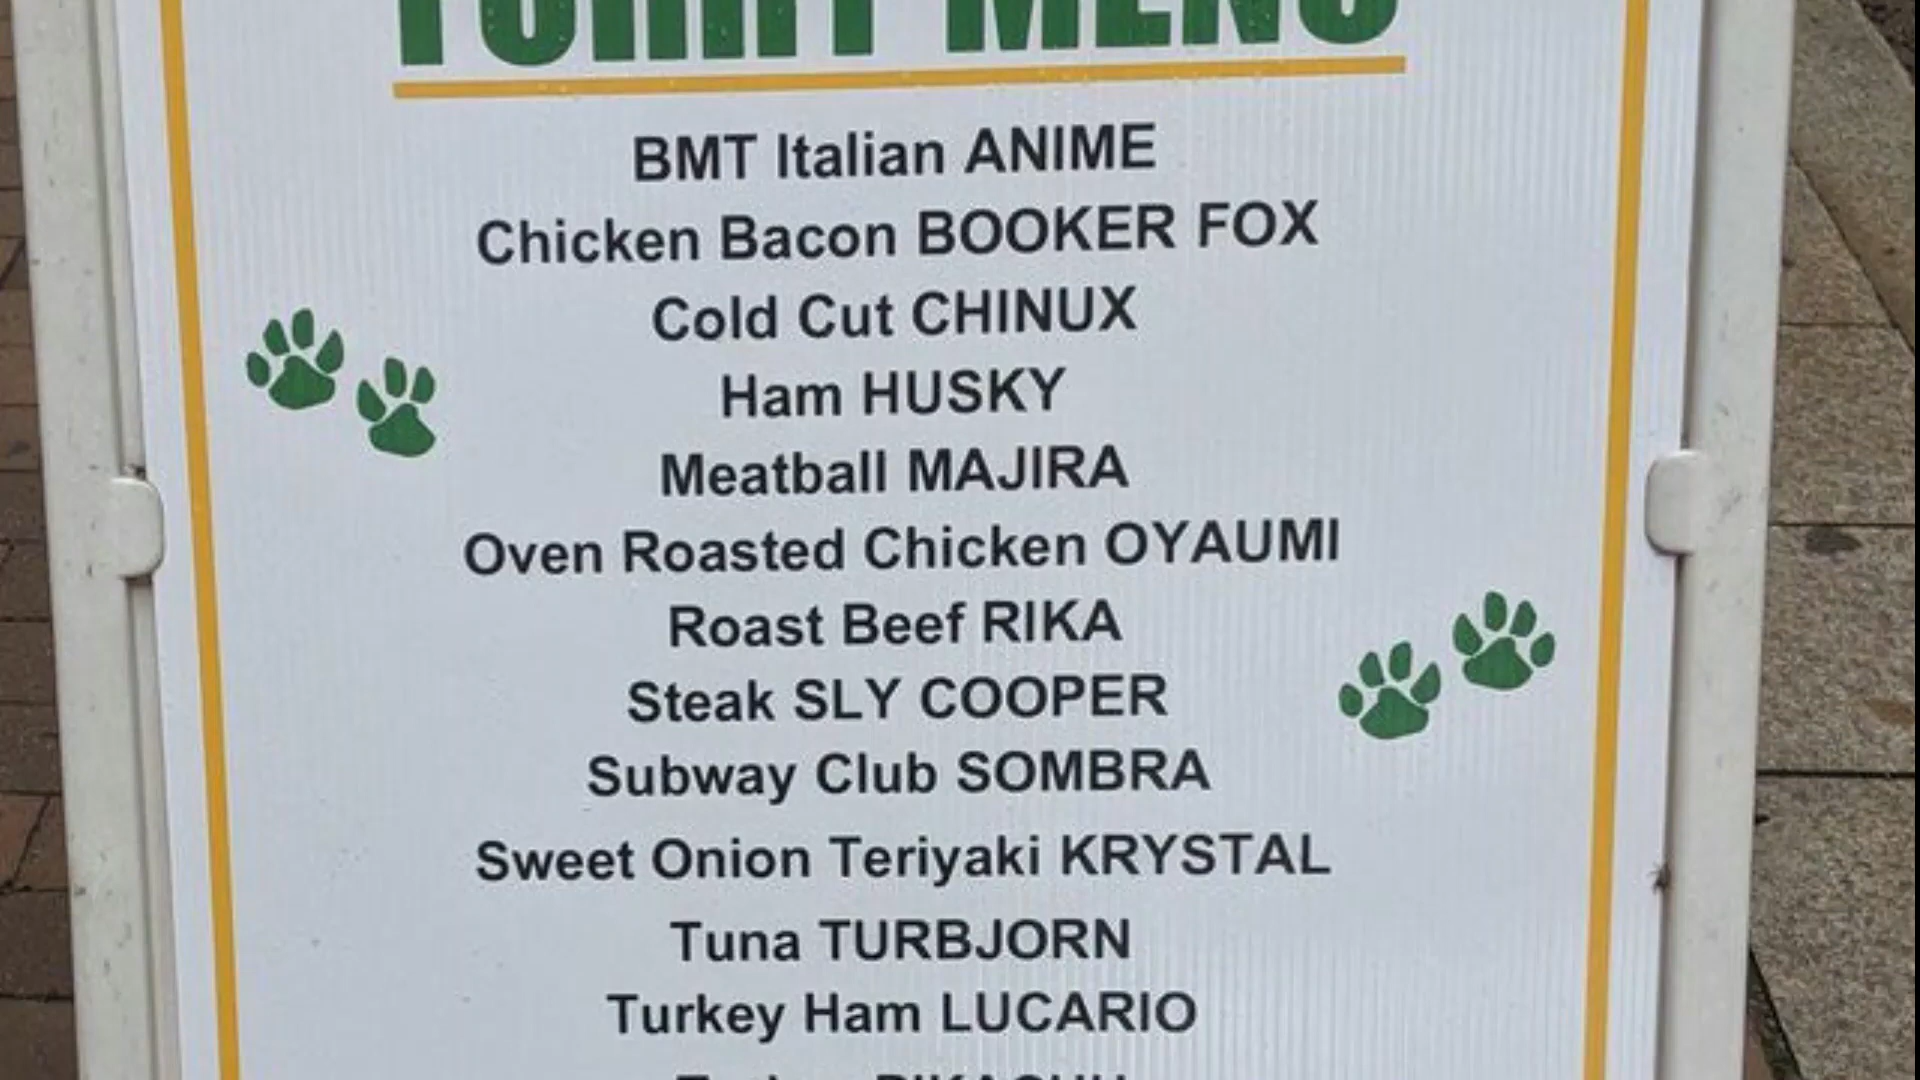 MENU
BMT Italian ANIME
Chicken Bacon BOOKER FOX
Cold Cut CHINUX
Ham HUSKY
Meatball MAJIRA
Oven Roasted Chicken OYAUMI
Roast Beef RIKA
Steak SLY COOPER
Subway Club SOMBRA
Sweet Onion Teriyaki KRYSTAL
Tuna TURBJORN
Turkey Ham LUCARIO